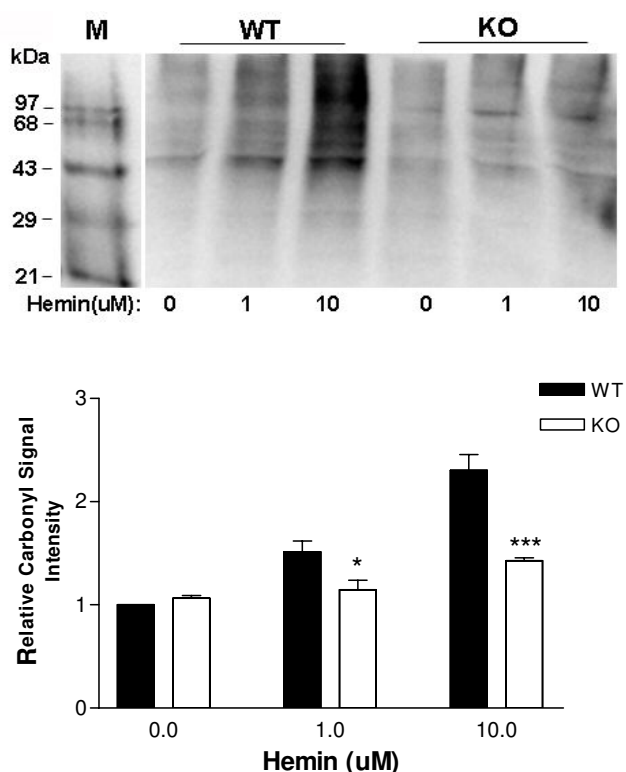 M WT KO
kDa
97
68
43
29
21
Hemin(uM): 0 1 10 0 1 10
WT
KO
Relative Carbonyl Signal
Intensity
3
2
1
0
* ***
0.0 1.0 10.0
Hemin (uM)